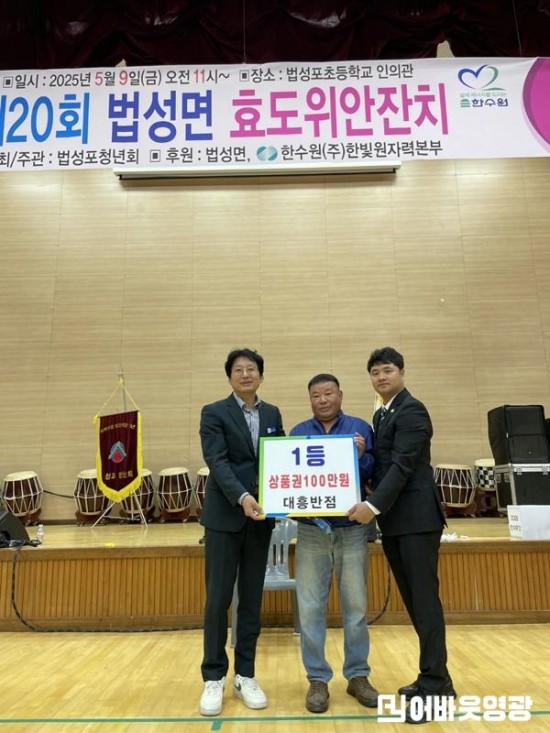 ■일시 : 2025년 5월 9일(금) 오전 11시~ ■장소 : 법성포초등학교 인의관
제20회 법성면 효도위안잔치
한수원
최/주관 : 법성포청년회 ■후원 : 법성면, 한수원(주)한빛원자력본부
1등
상품권100만원
대흥반점
어바웃영광